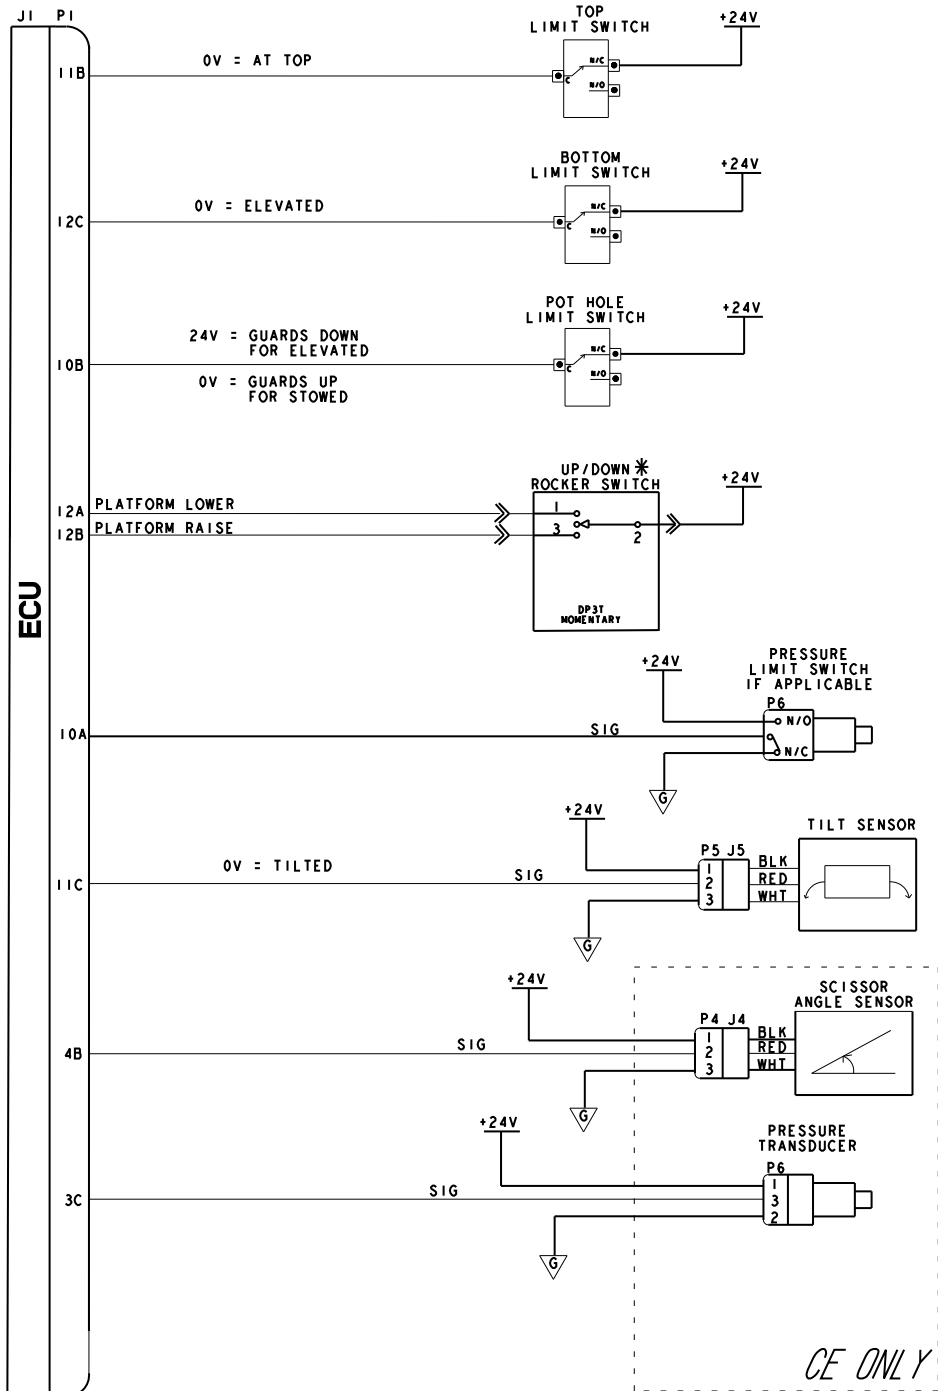 J1 P1
TOP
LIMIT SWITCH
+24V
11B
0V = AT TOP
C
N/C
N/O
BOTTOM
LIMIT SWITCH
+24V
12C
0V = ELEVATED
C
N/C
N/O
POT HOLE
LIMIT SWITCH
+24V
24V = GUARDS DOWN
FOR ELEVATED
10B
0V = GUARDS UP
FOR STOWED
C
N/C
N/O
UP/DOWN *
ROCKER SWITCH
+24V
12A PLATFORM LOWER
12B PLATFORM RAISE
1
3
2
DP3T
MOMENTARY
ECU
PRESSURE
LIMIT SWITCH
IF APPLICABLE
+24V
P6
10A
SIG
N/O
N/C
G
TILT SENSOR
+24V
P5 J5
11C
0V = TILTED
SIG
1 BLK
2 RED
3 WHT
G
SCISSOR
ANGLE SENSOR
+24V
P4 J4
4B
SIG
1 BLK
2 RED
3 WHT
G
PRESSURE
TRANSDUCER
+24V
P6
3C
SIG
1
3
2
G
CE ONLY